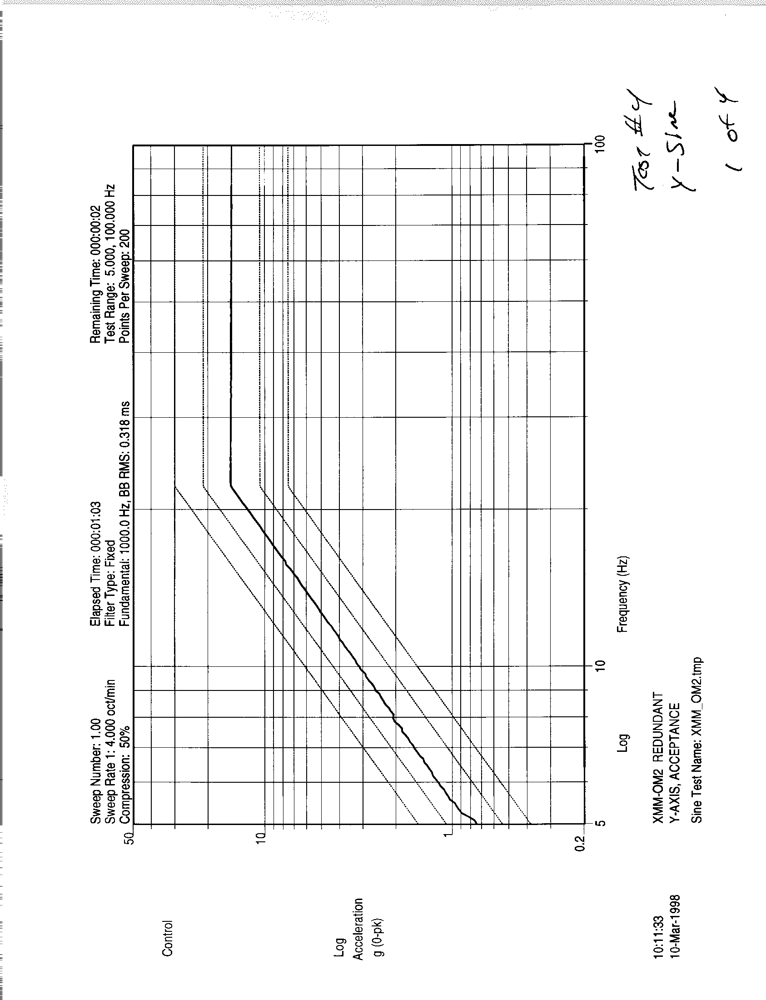 Sweep Number: 1.00 Elapsed Time: 000:01:03 Remaining Time: 000:00:02
Sweep Rate 1: 4.000 oct/min Filter Type: Fixed Test Range: 5.000, 100.000 Hz
Compression: 50% Fundamental: 1000.0 Hz, BB RMS: 0.318 ms Points Per Sweep: 200
50
Control
10
Log
Acceleration
g (0-pk)
1
0.2
5 10 100
Log Frequency (Hz)
10:11:33 XMM-OM2 REDUNDANT
10-Mar-1998 Y-AXIS, ACCEPTANCE
Sine Test Name: XMM_OM2.tmp
Test #4
Y-Sine
1 of 4